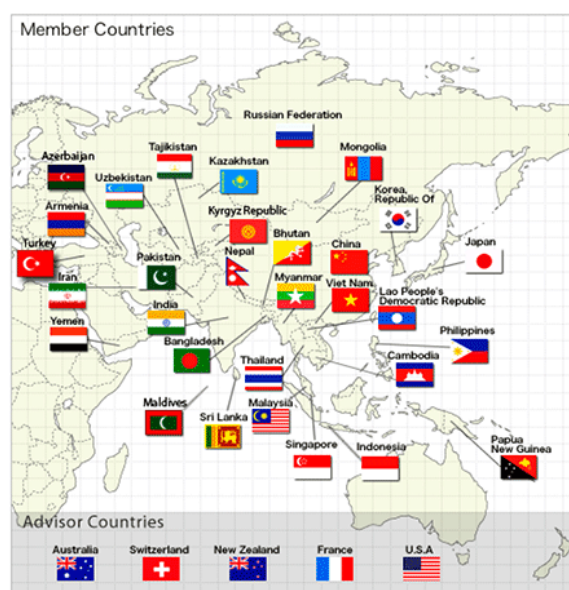 Member Countries
Russian Federation
Tajikistan
Mongolia
Azerbaijan
Kazakhstan
Uzbekistan
Korea,
Republic Of
Armenia
Kyrgyz Republic
Bhutan
Turkey
Pakistan
Nepal
China
Japan
Iran
Myanmar
Viet Nam
Lao People's
Democratic Republic
India
Yemen
Philippines
Bangladesh
Thailand
Cambodia
Maldives
Sri Lanka
Malaysia
Singapore
Indonesia
Papua
New Guinea
Advisor Countries
Australia
Switzerland
New Zealand
France
U.S.A